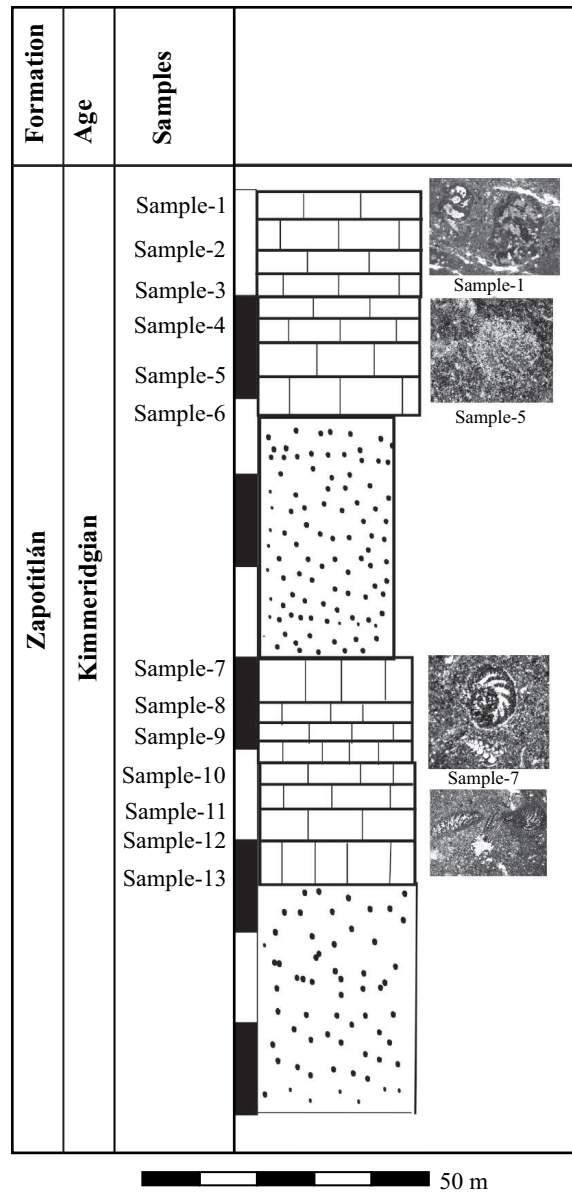 Formation
Age
Samples
Zapotitlán
Kimmeridgian
Sample-1
Sample-2
Sample-3
Sample-4
Sample-5
Sample-6
Sample-7
Sample-8
Sample-9
Sample-10
Sample-11
Sample-12
Sample-13
Sample-1
Sample-5
Sample-7
50 m